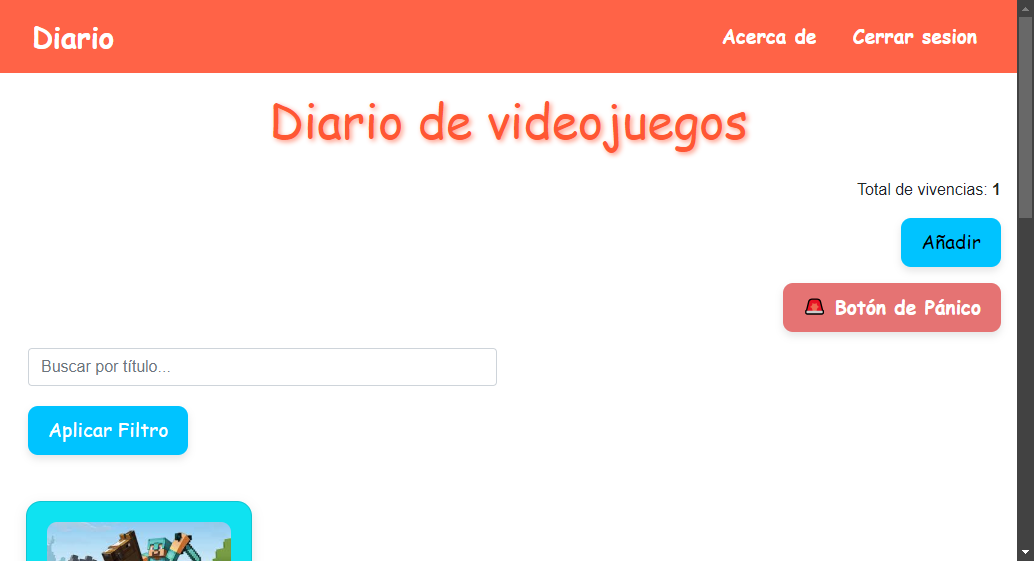 Diario
Acerca de
Cerrar sesion
Diario de videojuegos
Total de vivencias: 1
Añadir
🚨 Botón de Pánico
Buscar por título...
Aplicar Filtro